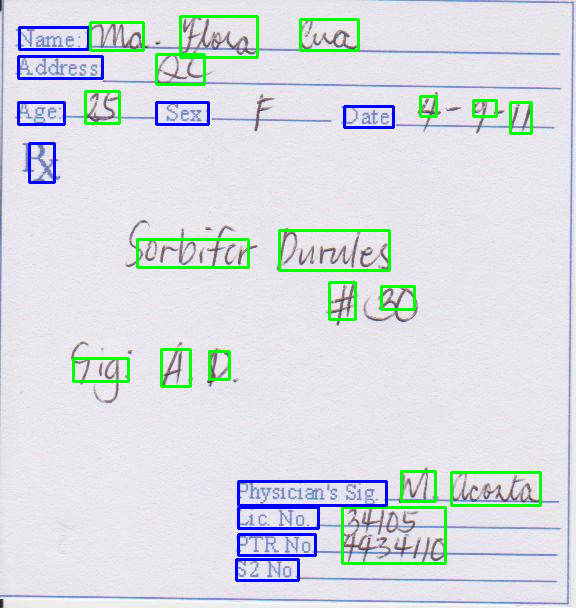 Name: Ma. Flora Cua
Address QC
Age: 25 Sex: F Date 4 - 9 - 11
Rx
Sorbifer Durules
# 30
Sig: A. D.
Physician's Sig. M. Acosta
Lic. No. 34105
PTR No 4434110
S2 No